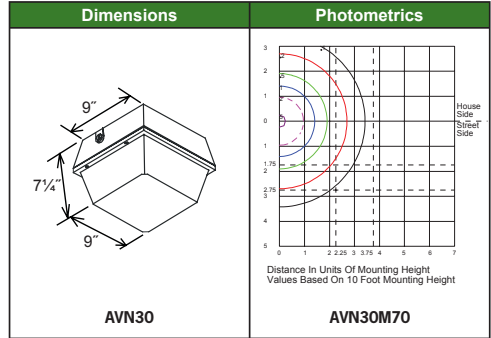 Dimensions
Photometrics
9″
7¼″
9″
AVN30
3
2
1
0
1
1.75
2
2.75
3
4
5
0 1 2 2.25 3 3.75 4 5 6 7
House
Side
Street
Side
Distance In Units Of Mounting Height
Values Based On 10 Foot Mounting Height
AVN30M70